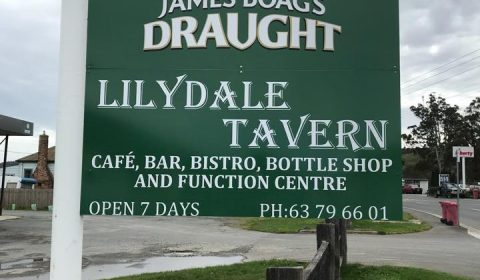 JAMES BOAG'S
DRAUGHT
LILYDALE
TAVERN
CAFÉ, BAR, BISTRO, BOTTLE SHOP
AND FUNCTION CENTRE
OPEN 7 DAYS PH:63 79 66 01